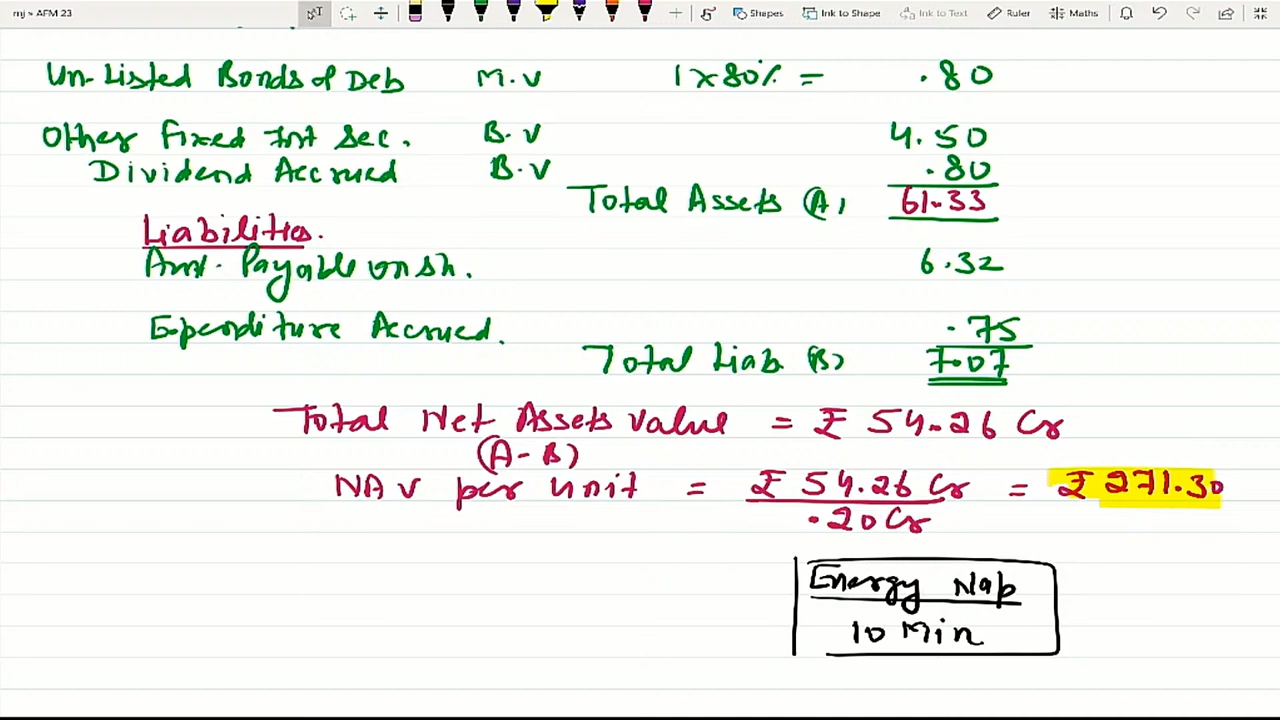 mj » AFM 23 Shapes Ink to Shape Ink to Text Ruler Maths
Un-Listed Bonds of Deb M.V 1 x 80% = .80
Other Fixed Int Sec. B.V 4.50
Dividend Accrued B.V .80
Total Assets (A) 61.33
Liabilities.
Amt. Payable on sh. 6.32
Expenditure Accrued. .75
Total Liab (B) 7.07
Total Net Assets value = ₹ 54.26 Cr
(A-B)
NAV per unit = ₹ 54.26 Cr = ₹ 271.30
.20 Cr
Energy Nap
10 Min